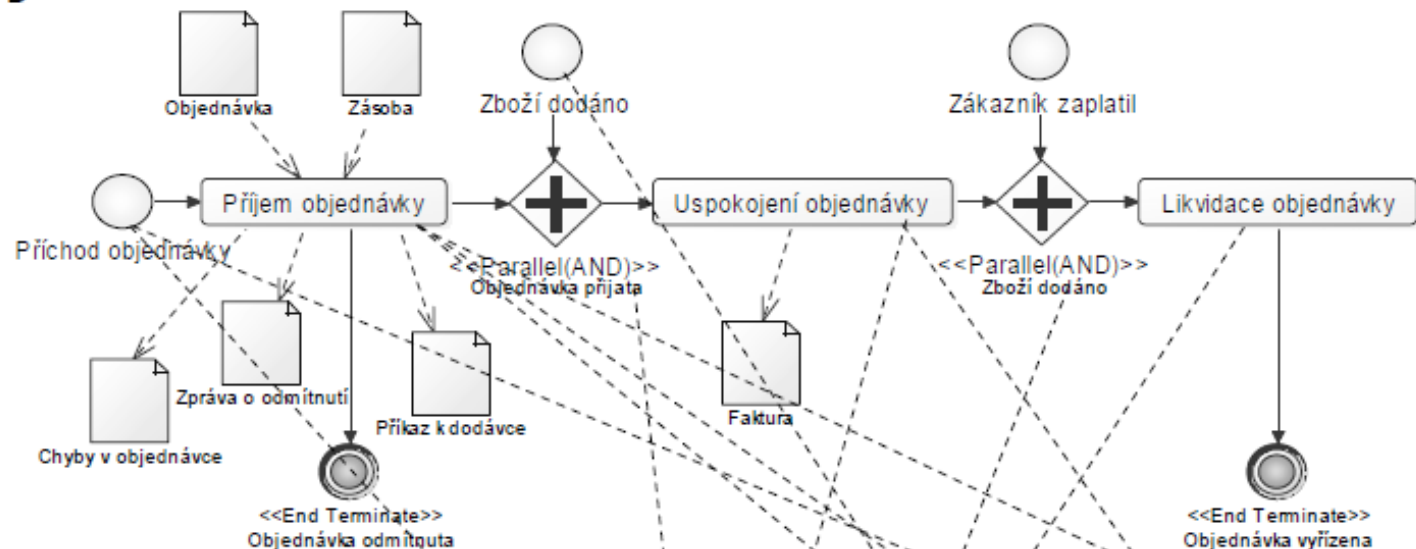 Objednávka
Zásoba
Zboží dodáno
Zákazník zaplatil
Příchod objednávky
Příjem objednávky
<<Parallel(AND)>>
Objednávka přijata
Uspokojení objednávky
<<Parallel(AND)>>
Zboží dodáno
Likvidace objednávky
Chyby v objednávce
Zpráva o odmítnutí
Příkaz k dodávce
Faktura
<<End Terminate>>
Objednávka odmítguta
<<End Terminate>>
Objednávka vyřízena